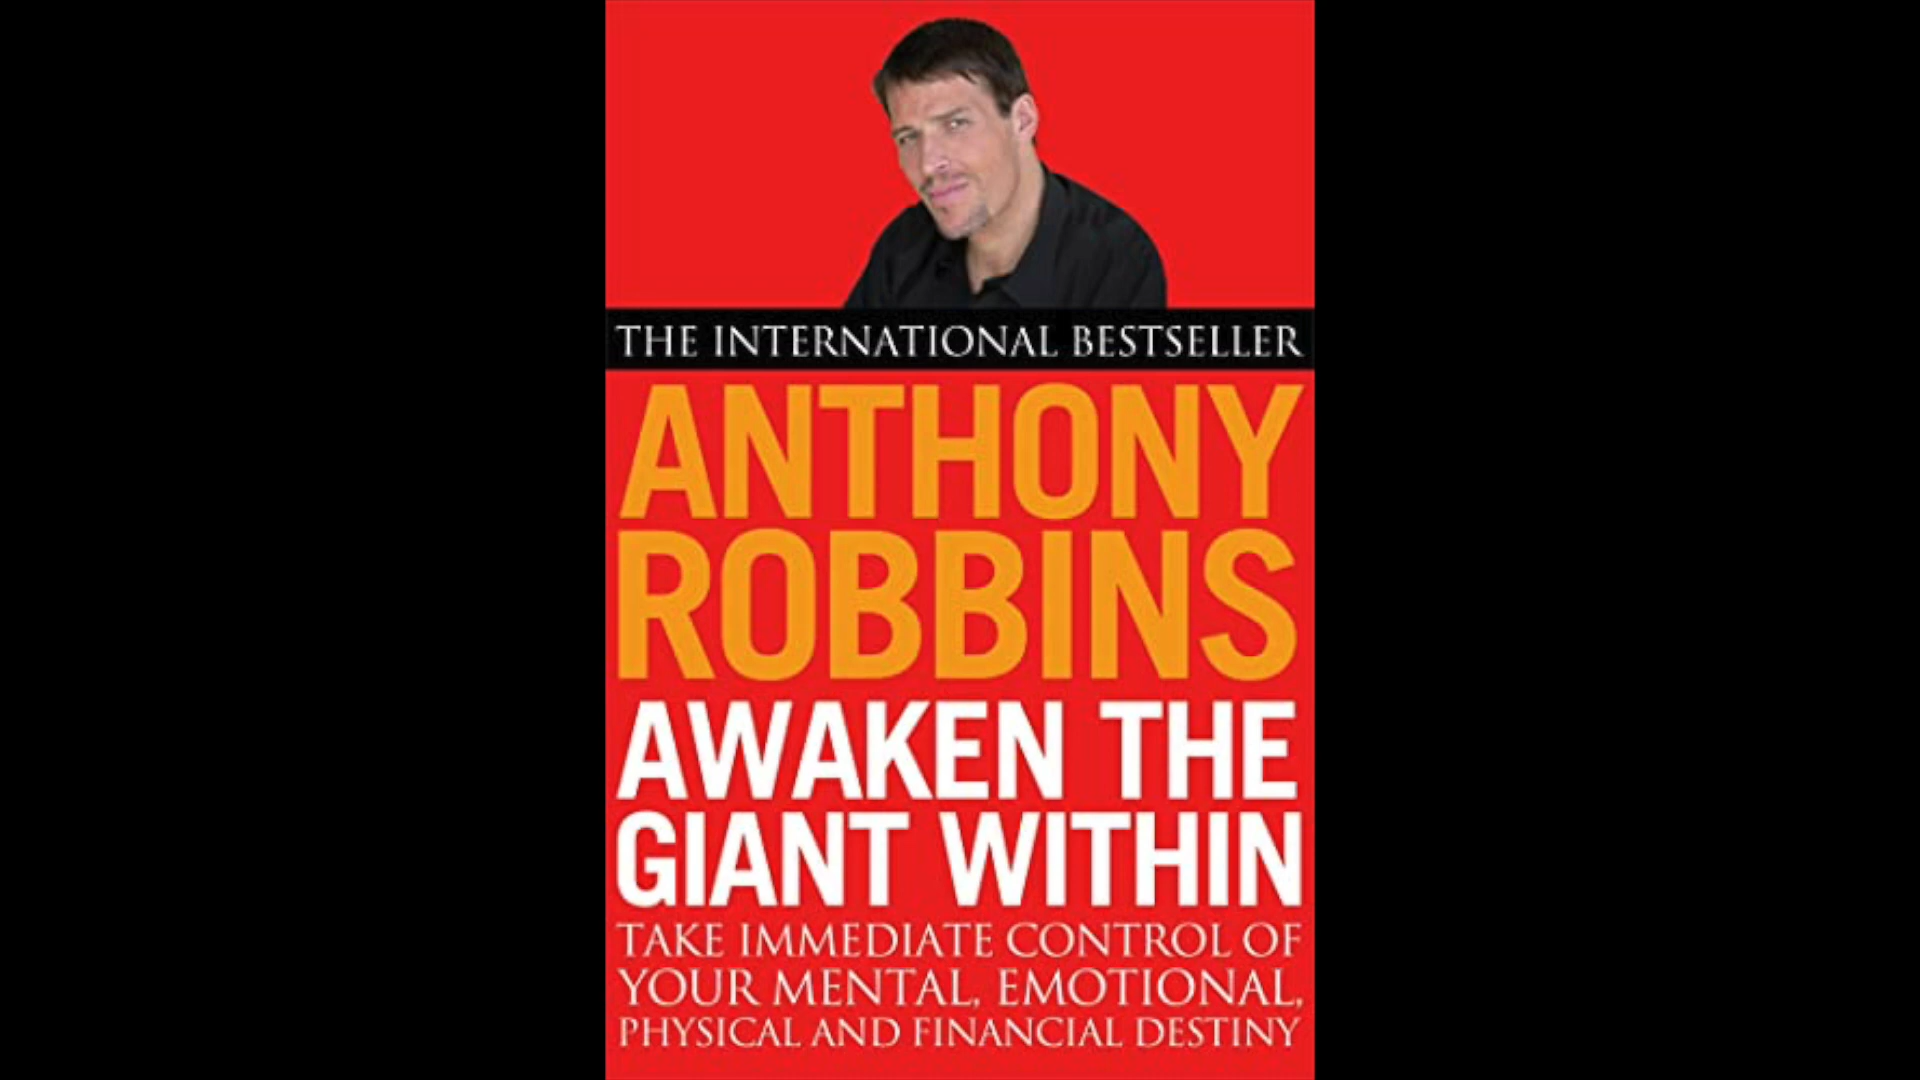 THE INTERNATIONAL BESTSELLER
ANTHONY
ROBBINS
AWAKEN THE
GIANT WITHIN
TAKE IMMEDIATE CONTROL OF
YOUR MENTAL, EMOTIONAL,
PHYSICAL AND FINANCIAL DESTINY